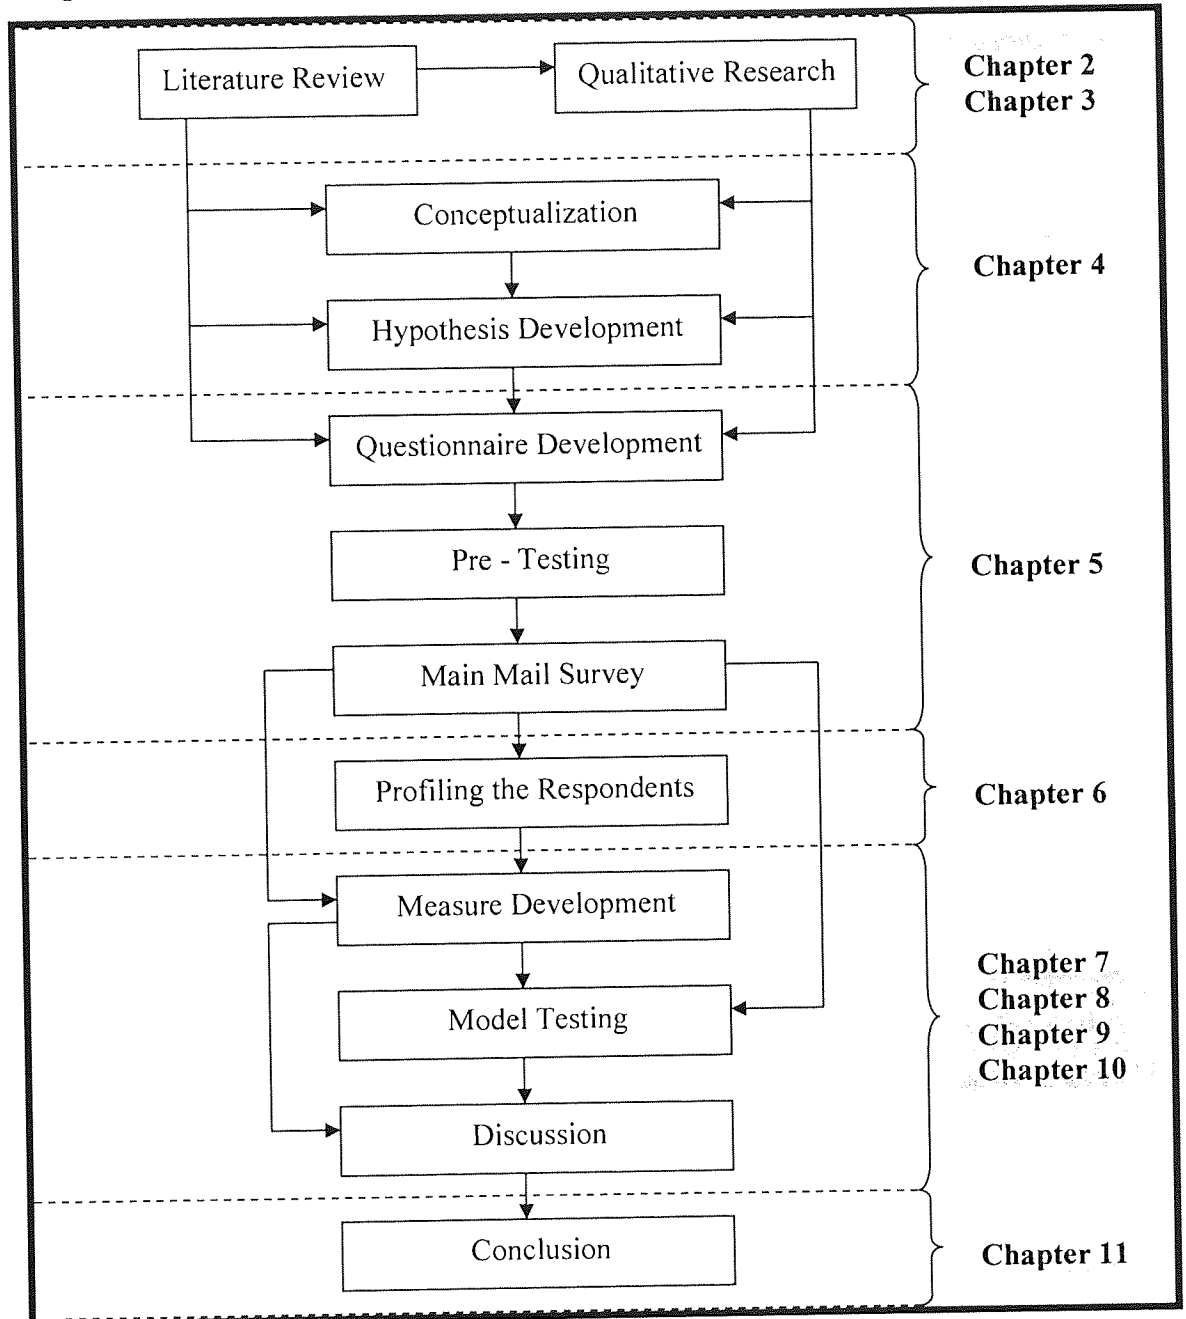 Literature Review
Qualitative Research
Chapter 2
Chapter 3
Conceptualization
Chapter 4
Hypothesis Development
Questionnaire Development
Pre - Testing
Chapter 5
Main Mail Survey
Profiling the Respondents
Chapter 6
Measure Development
Chapter 7
Chapter 8
Model Testing
Chapter 9
Chapter 10
Discussion
Conclusion
Chapter 11